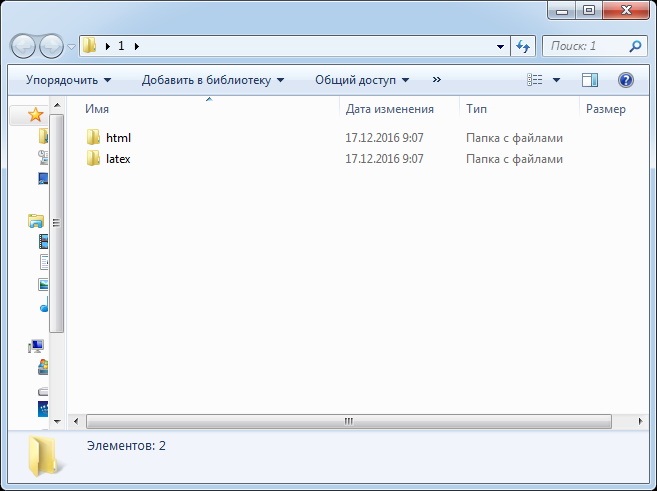 1
Поиск: 1
Упорядочить Добавить в библиотеку Общий доступ »
Имя Дата изменения Тип Размер
html 17.12.2016 9:07 Папка с файлами
latex 17.12.2016 9:07 Папка с файлами
Элементов: 2